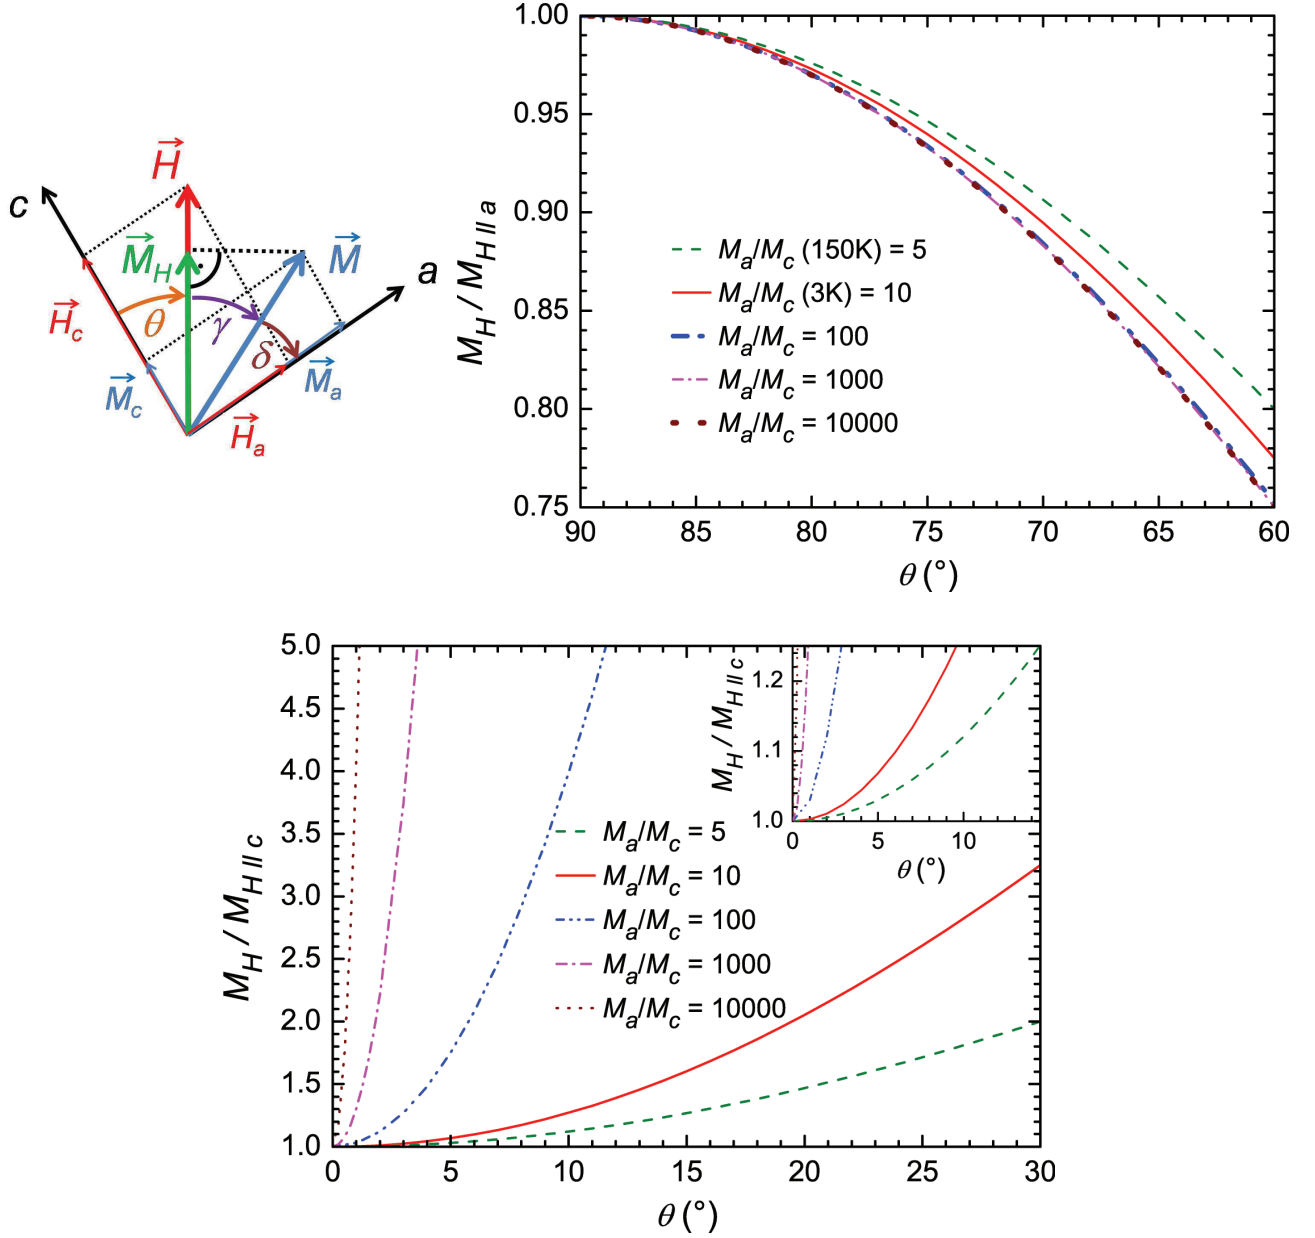 c
H
M_H
M
a
H_c
θ
γ
δ
M_c
M_a
H_a
1.00
0.95
0.90
0.85
0.80
0.75
M_H / M_H || a
M_a/M_c (150K) = 5
M_a/M_c (3K) = 10
M_a/M_c = 100
M_a/M_c = 1000
M_a/M_c = 10000
90 85 80 75 70 65 60
θ (°)
5.0
4.5
4.0
3.5
3.0
2.5
2.0
1.5
1.0
M_H / M_H || c
M_a/M_c = 5
M_a/M_c = 10
M_a/M_c = 100
M_a/M_c = 1000
M_a/M_c = 10000
0 5 10 15 20 25 30
θ (°)
1.2
1.1
1.0
M_H / M_H || c
0 5 10
θ (°)